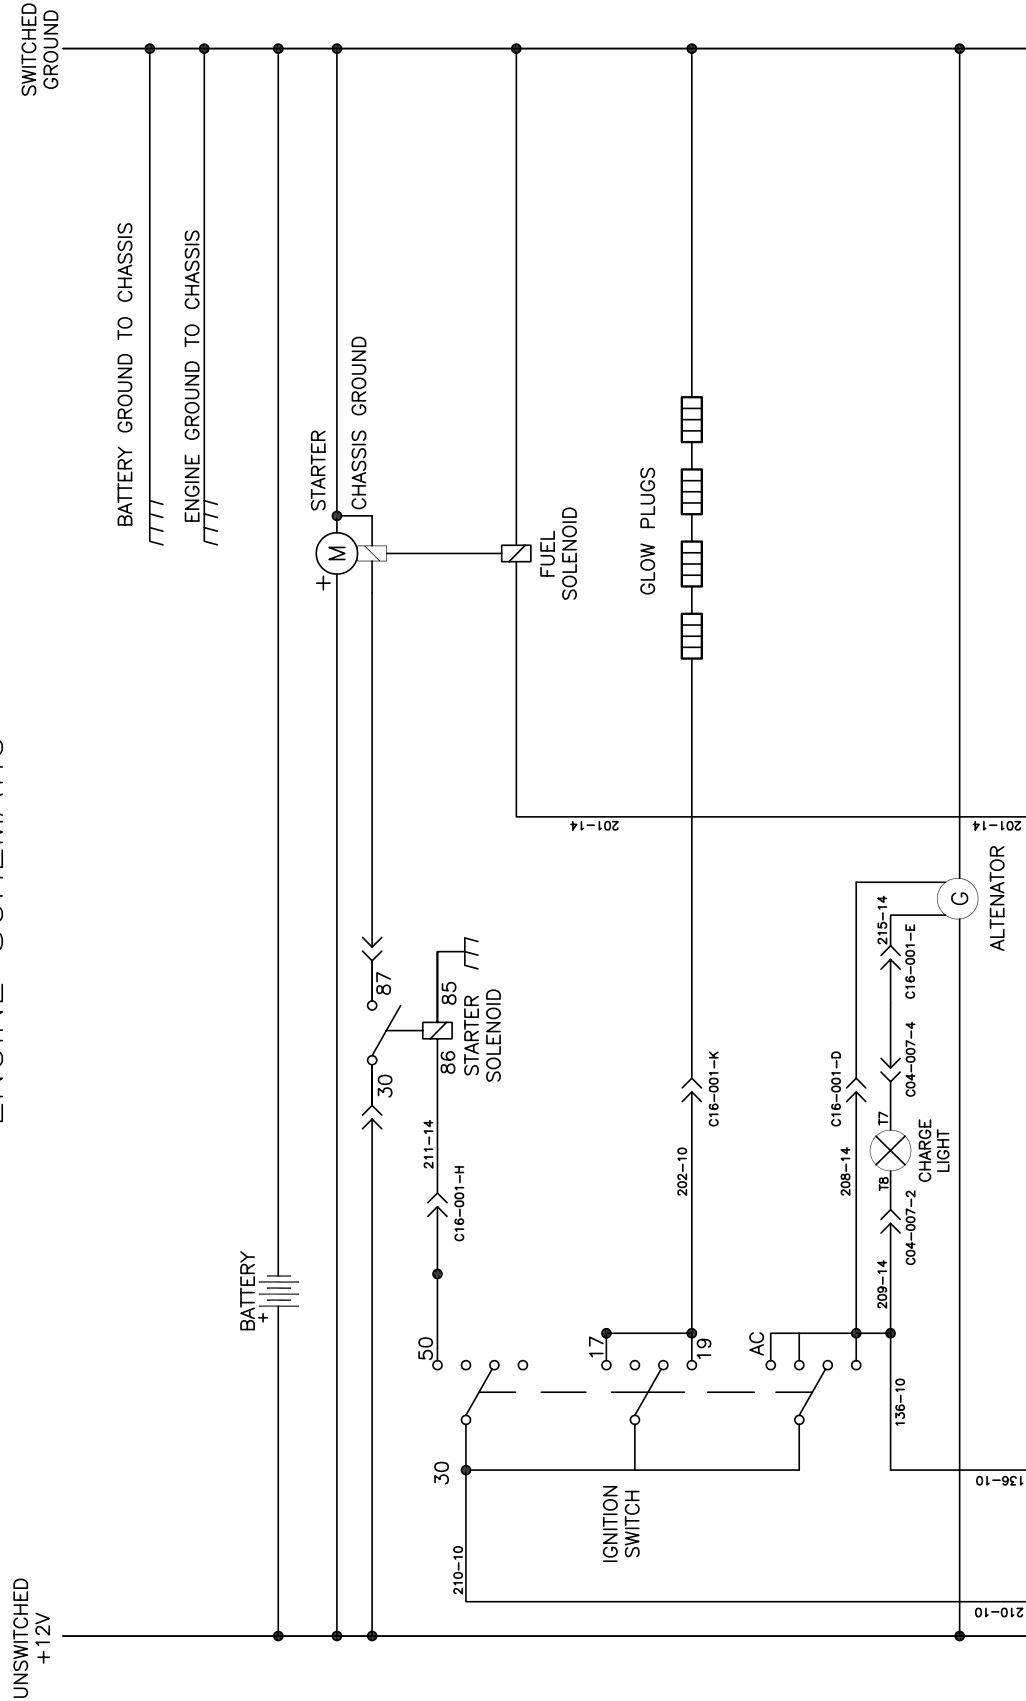 ENGINE SCHEMATIC
UNSWITCHED
+12V
SWITCHED
GROUND
BATTERY GROUND TO CHASSIS
ENGINE GROUND TO CHASSIS
BATTERY
+
STARTER
+
M
CHASSIS GROUND
30
87
86
85
STARTER
SOLENOID
50
C16-001-H
211-14
30
210-10
210-10
FUEL
SOLENOID
201-14
201-14
IGNITION
SWITCH
17
19
202-10
C16-001-K
GLOW PLUGS
AC
208-14
C16-001-D
209-14
C04-007-2
T8
T7
CHARGE
LIGHT
C04-007-4
C16-001-E
215-14
136-10
136-10
G
ALTENATOR